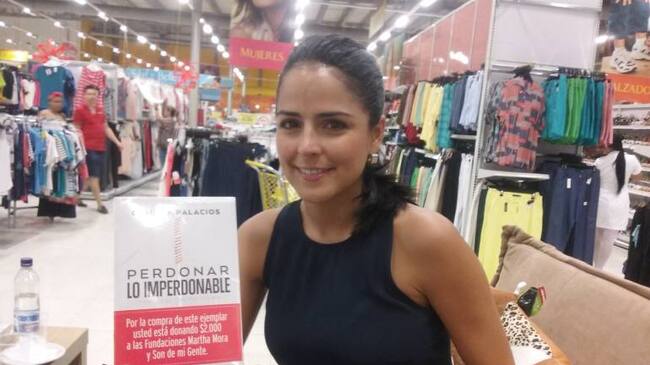 MUJERES
CALZADO
PALACIOS
PERDONAR
LO IMPERDONABLE
Por la compra de este ejemplar
usted está donando $2.000
a las Fundaciones Martha Mora
y Son de mi Gente.